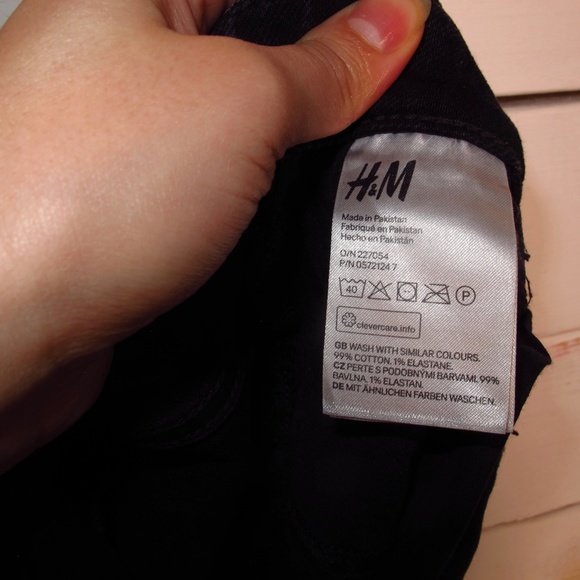 H&M
Made in Pakistan
Fabriqué en Pakistan
Hecho en Pakistán
O/N 227054
P/N 0572124 7
40 P
clevercare.info
GB WASH WITH SIMILAR COLOURS.
99% COTTON. 1% ELASTANE.
CZ PERTE S PODOBNÝMI BARVAMI. 99%
BAVLNA. 1% ELASTAN.
DE MIT ÄHNLICHEN FARBEN WASCHEN.